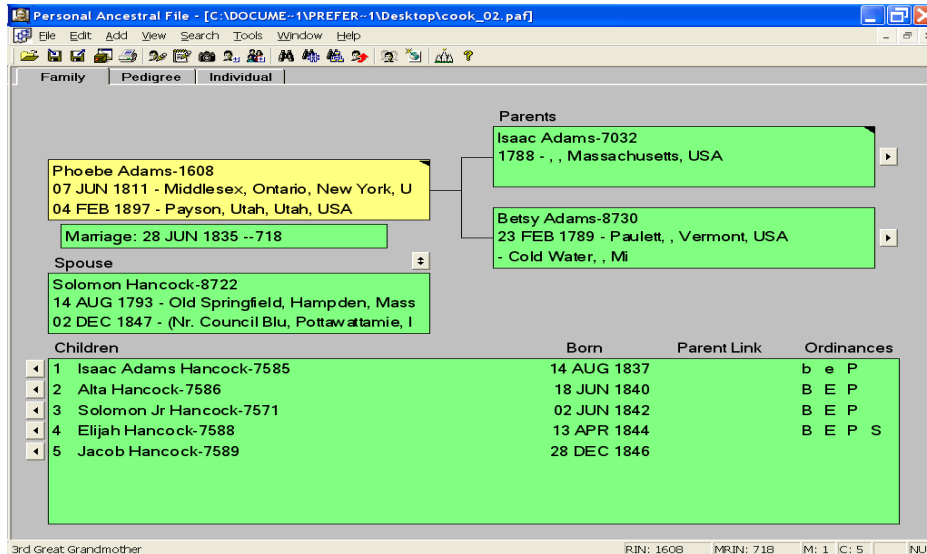 Personal Ancestral File - [C:\DOCUME~1\PREFER~1\Desktop\cook_02.paf]
File Edit Add View Search Tools Window Help
Family Pedigree Individual
Parents
Isaac Adams-7032
1788 - , , Massachusetts, USA
Phoebe Adams-1608
07 JUN 1811 - Middlesex, Ontario, New York, U
04 FEB 1897 - Payson, Utah, Utah, USA
Betsy Adams-8730
23 FEB 1789 - Paulett, , Vermont, USA
- Cold Water, , Mi
Marriage: 28 JUN 1835 --718
Spouse
Solomon Hancock-8722
14 AUG 1793 - Old Springfield, Hampden, Mass
02 DEC 1847 - (Nr. Council Blu, Pottawattamie, I
Children Born Parent Link Ordinances
1 Isaac Adams Hancock-7585 14 AUG 1837 b e P
2 Alta Hancock-7586 18 JUN 1840 B E P
3 Solomon Jr Hancock-7571 02 JUN 1842 B E P
4 Elijah Hancock-7588 13 APR 1844 B E P S
5 Jacob Hancock-7589 28 DEC 1846
3rd Great Grandmother RIN: 1608 MRIN: 718 M: 1 C: 5 NU